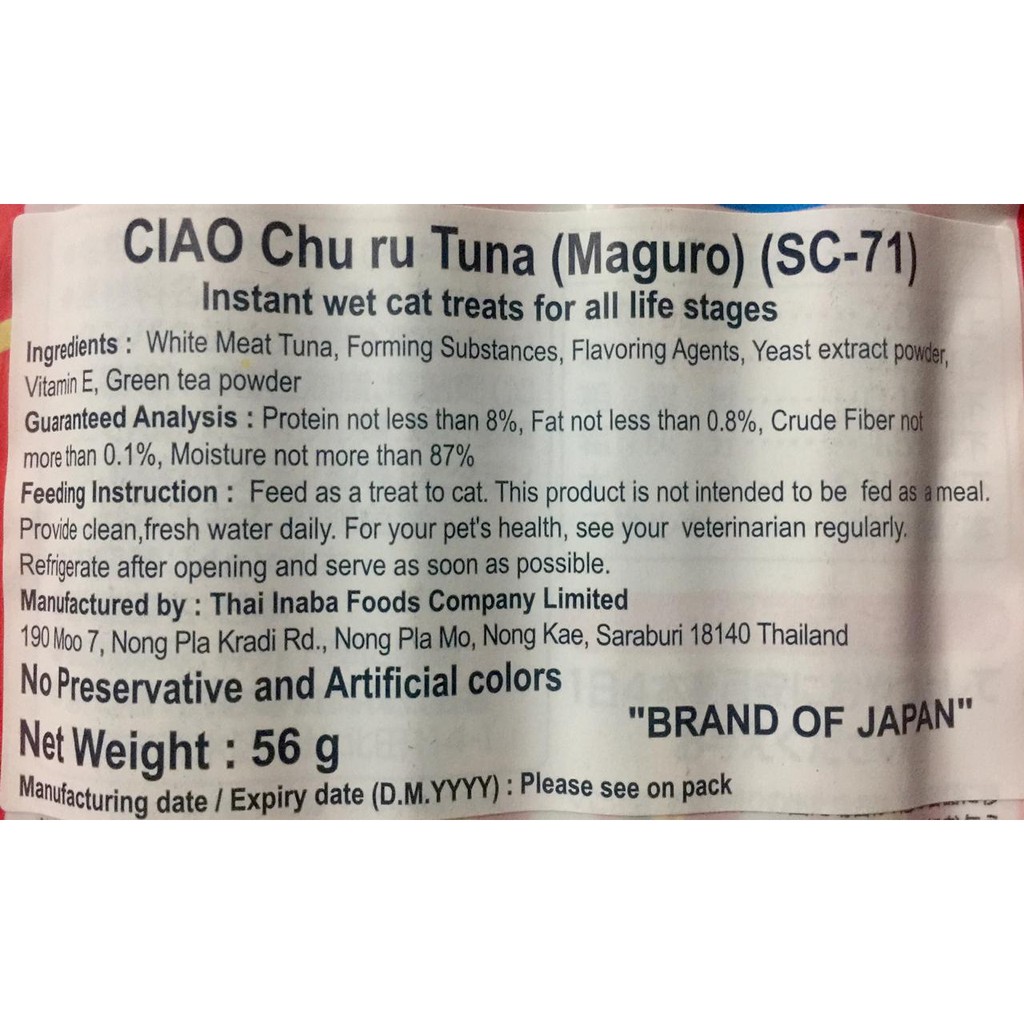 CIAO Chu ru Tuna (Maguro) (SC-71)
Instant wet cat treats for all life stages
Ingredients : White Meat Tuna, Forming Substances, Flavoring Agents, Yeast extract powder,
Vitamin E, Green tea powder
Guaranteed Analysis : Protein not less than 8%, Fat not less than 0.8%, Crude Fiber not
more than 0.1%, Moisture not more than 87%
Feeding Instruction : Feed as a treat to cat. This product is not intended to be fed as a meal.
Provide clean,fresh water daily. For your pet's health, see your veterinarian regularly.
Refrigerate after opening and serve as soon as possible.
Manufactured by : Thai Inaba Foods Company Limited
190 Moo 7, Nong Pla Kradi Rd., Nong Pla Mo, Nong Kae, Saraburi 18140 Thailand
No Preservative and Artificial colors
Net Weight : 56 g
"BRAND OF JAPAN"
Manufacturing date / Expiry date (D.M.YYYY) : Please see on pack